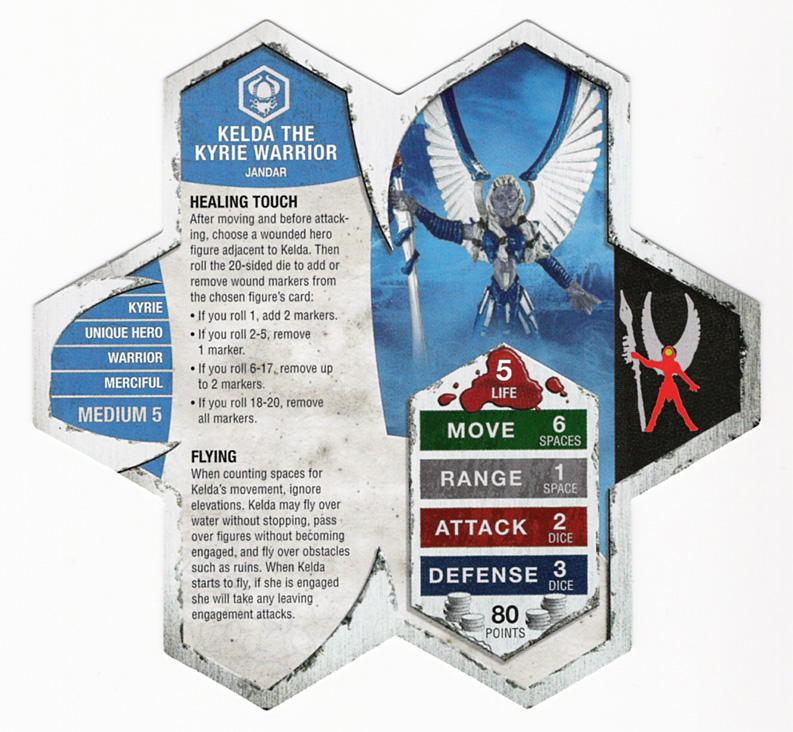 KELDA THE
KYRIE WARRIOR
JANDAR
HEALING TOUCH
After moving and before attack-
ing, choose a wounded hero
figure adjacent to Kelda. Then
roll the 20-sided die to add or
remove wound markers from
the chosen figure's card:
• If you roll 1, add 2 markers.
• If you roll 2-5, remove
1 marker.
• If you roll 6-17, remove up
to 2 markers.
• If you roll 18-20, remove
all markers.
FLYING
When counting spaces for
Kelda's movement, ignore
elevations. Kelda may fly over
water without stopping, pass
over figures without becoming
engaged, and fly over obstacles
such as ruins. When Kelda
starts to fly, if she is engaged
she will take any leaving
engagement attacks.
KYRIE
UNIQUE HERO
WARRIOR
MERCIFUL
MEDIUM 5
5
LIFE
MOVE 6
SPACES
RANGE 1
SPACE
ATTACK 2
DICE
DEFENSE 3
DICE
80
POINTS